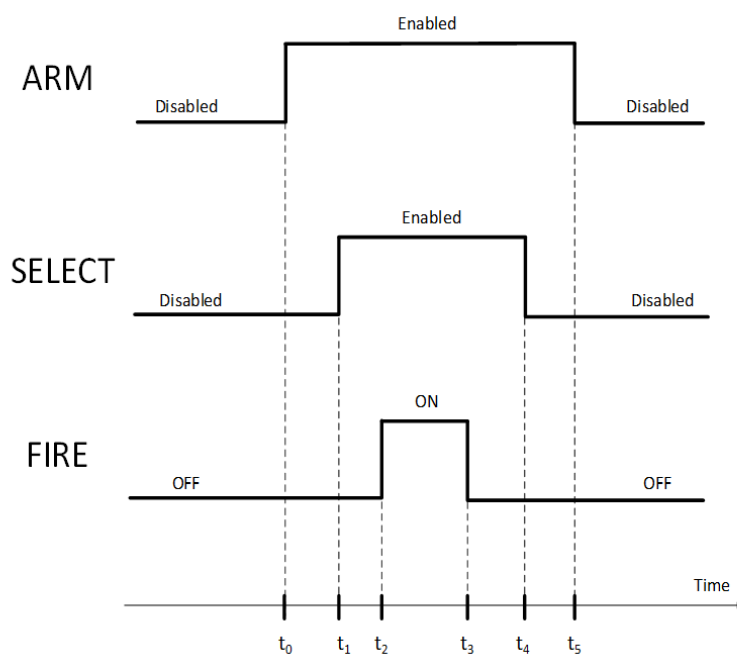 Enabled
ARM
Disabled
Disabled
Enabled
SELECT
Disabled
Disabled
ON
FIRE
OFF
OFF
Time
t₀ t₁ t₂ t₃ t₄ t₅